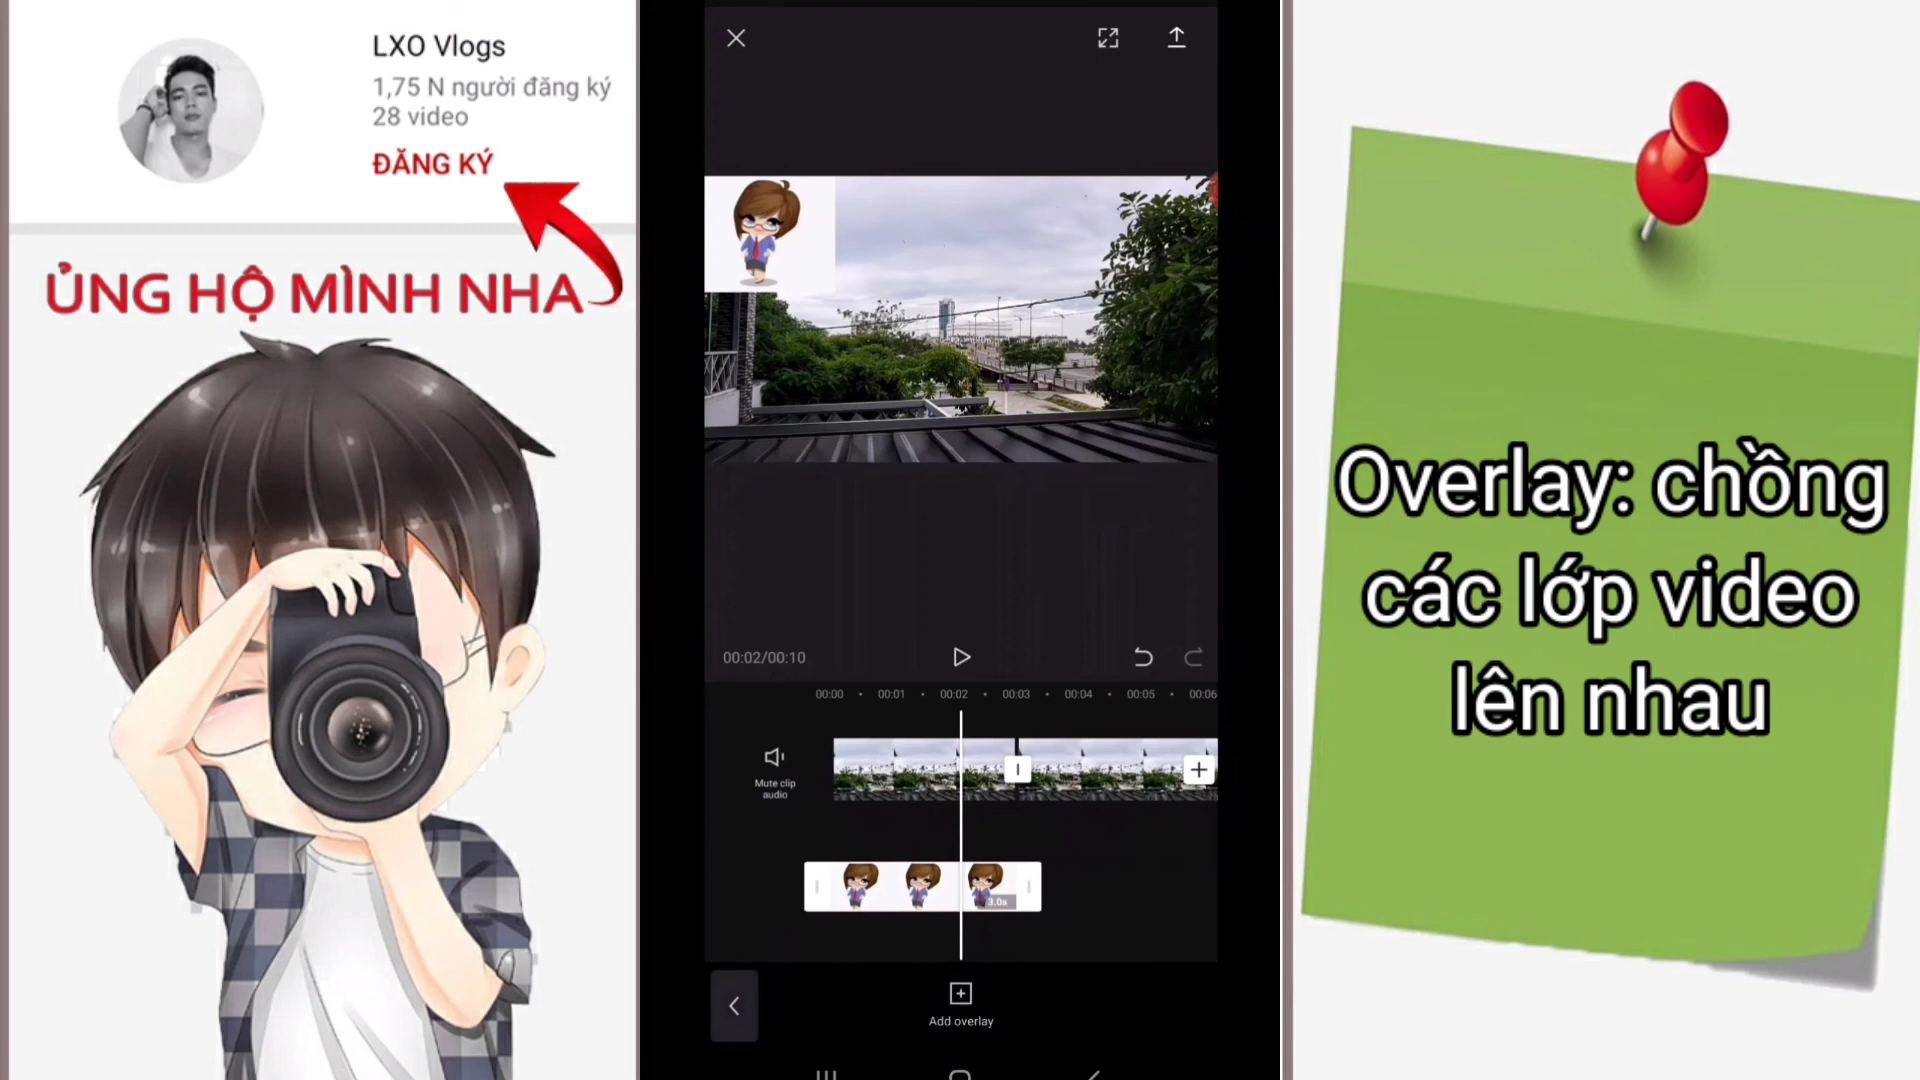 LXO Vlogs
1,75 N người đăng ký
28 video
ĐĂNG KÝ
ỦNG HỘ MÌNH NHA
00:02/00:10
00:00 00:01 00:02 00:03 00:04 00:05 00:06
Mute clip
audio
3.0s
Add overlay
Overlay: chồng
các lớp video
lên nhau